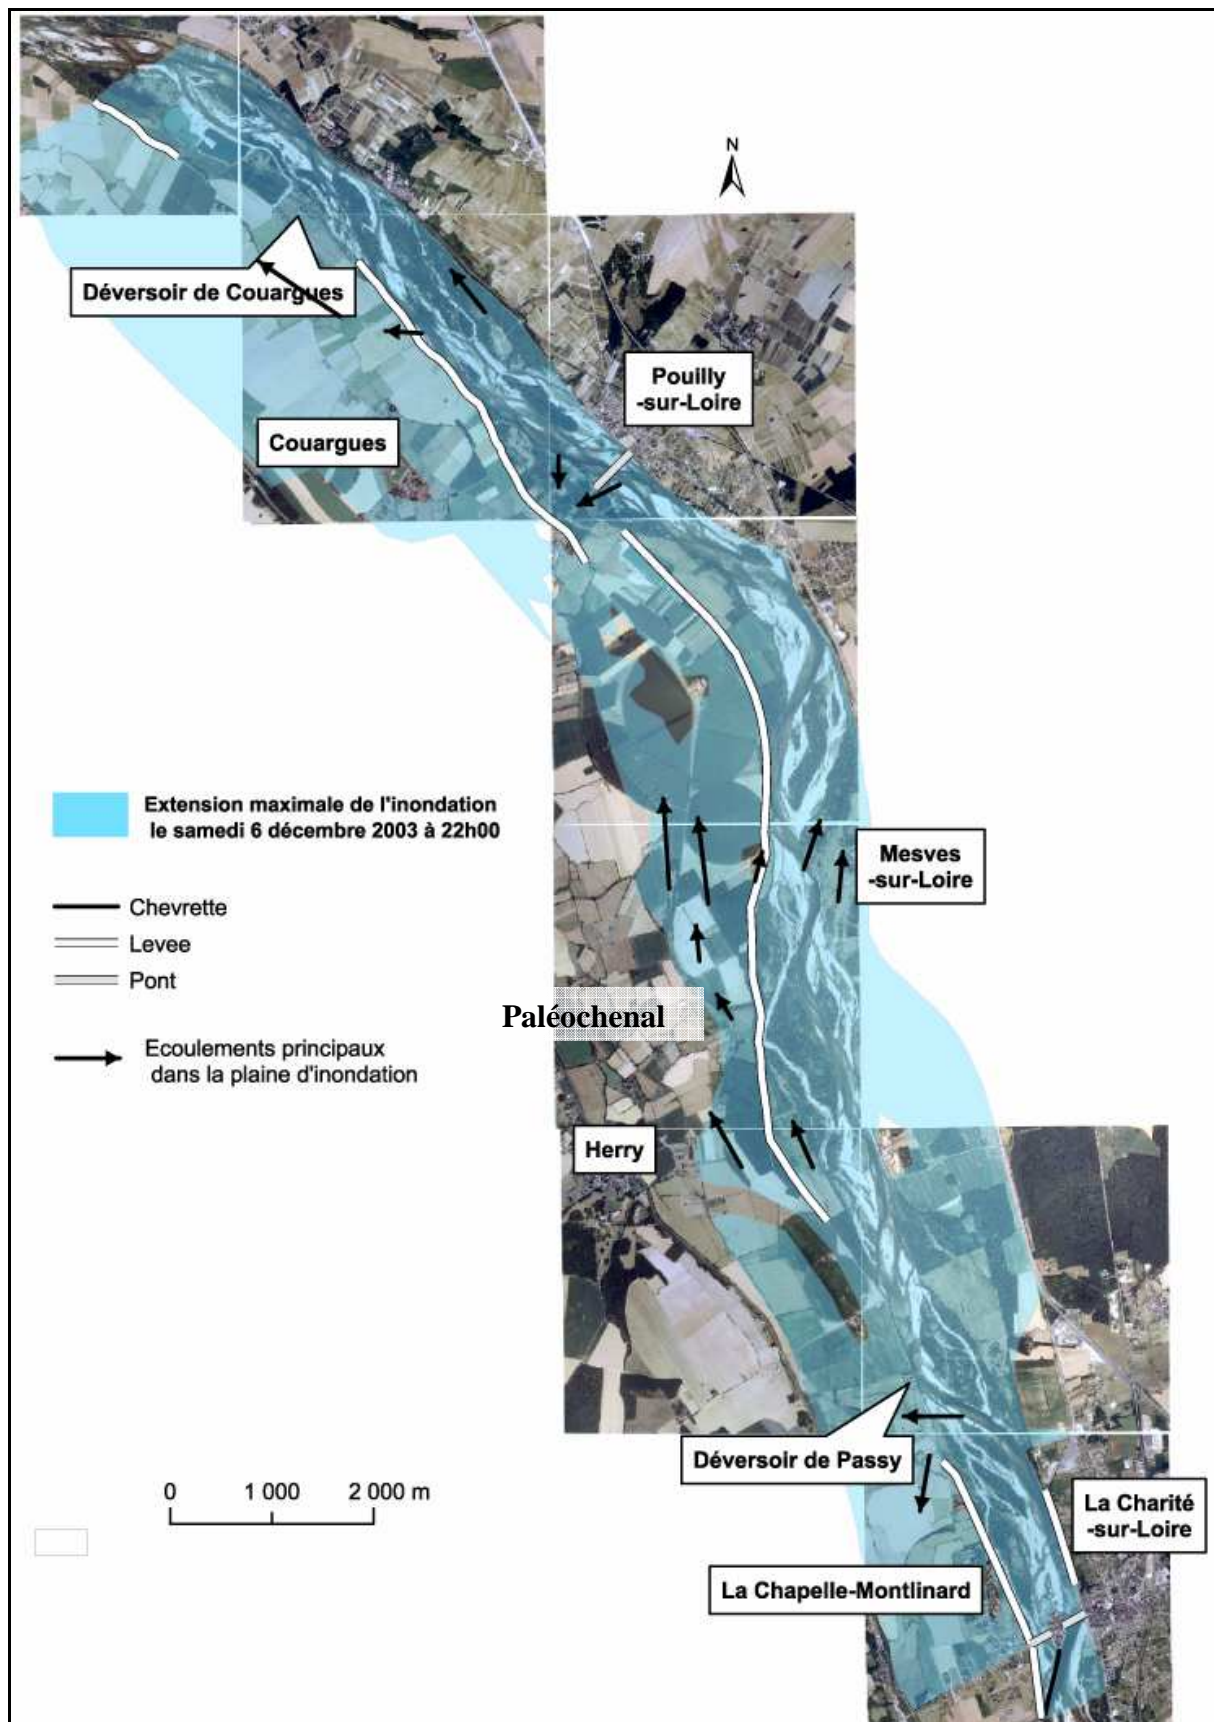 N
Déversoir de Couargues
Pouilly
-sur-Loire
Couargues
Extension maximale de l'inondation
le samedi 6 décembre 2003 à 22h00
Mesves
-sur-Loire
Chevrette
Levee
Pont
Paléochenal
Ecoulements principaux
dans la plaine d'inondation
Herry
Déversoir de Passy
0 1 000 2 000 m
La Charité
-sur-Loire
La Chapelle-Montlinard